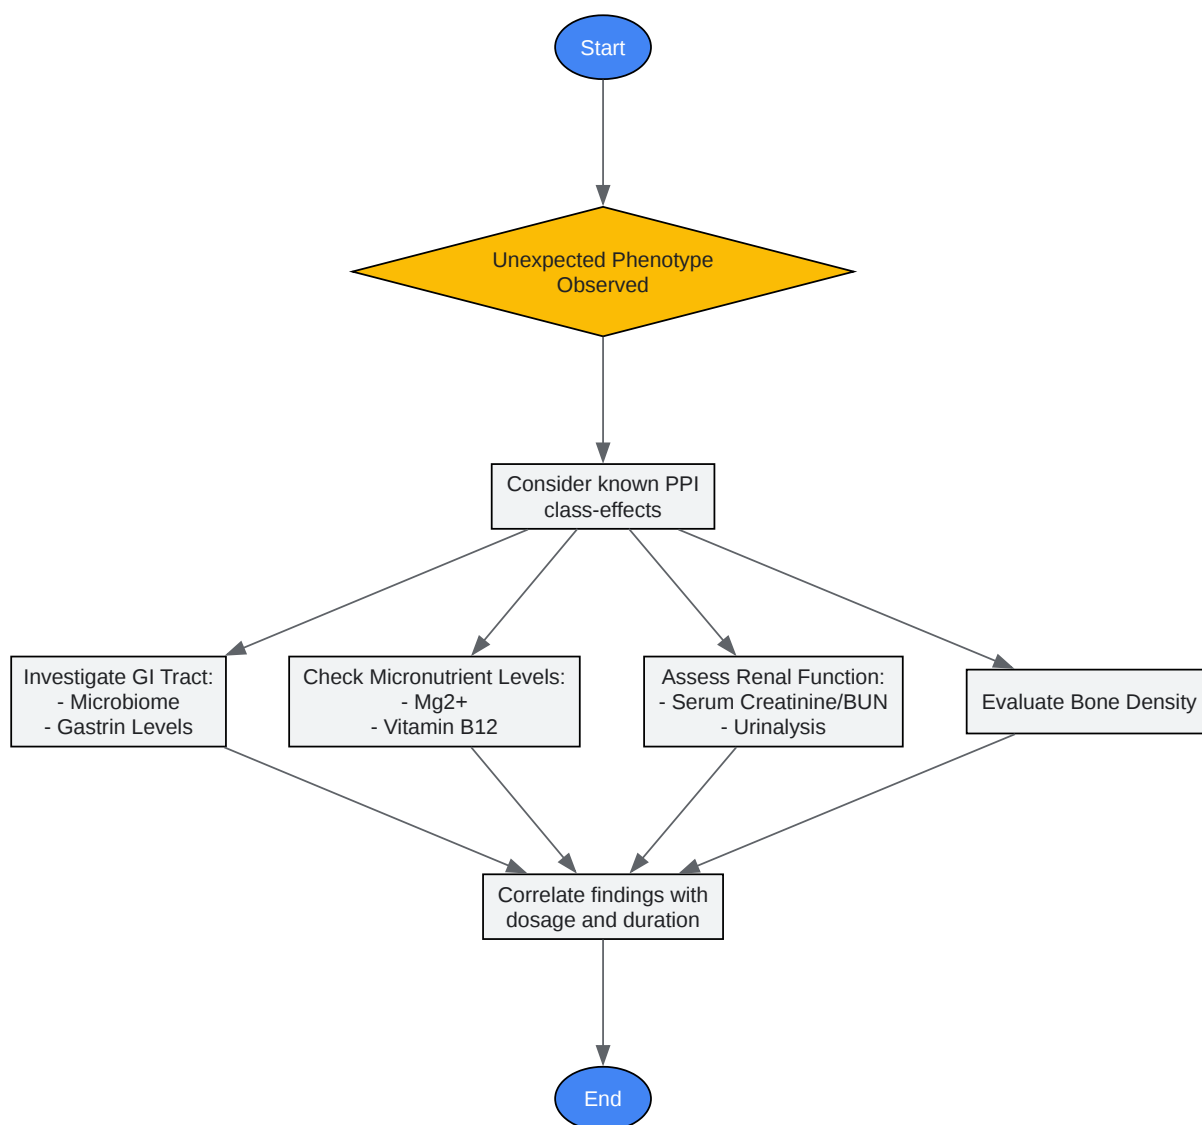 Start
Unexpected Phenotype
Observed
Consider known PPI
class-effects
Investigate GI Tract:
- Microbiome
- Gastrin Levels
Check Micronutrient Levels:
- Mg2+
- Vitamin B12
Assess Renal Function:
- Serum Creatinine/BUN
- Urinalysis
Evaluate Bone Density
Correlate findings with
dosage and duration
End